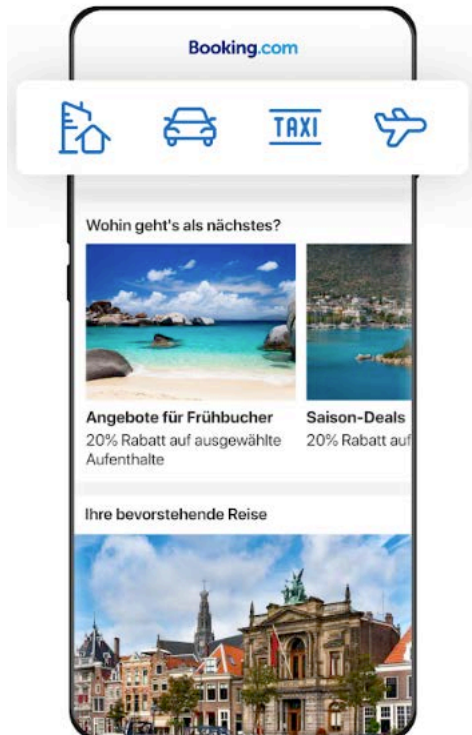 Booking.com
TAXI
Wohin geht's als nächstes?
Angebote für Frühbucher
20% Rabatt auf ausgewählte
Aufenthalte
Saison-Deals
20% Rabatt auf
Ihre bevorstehende Reise